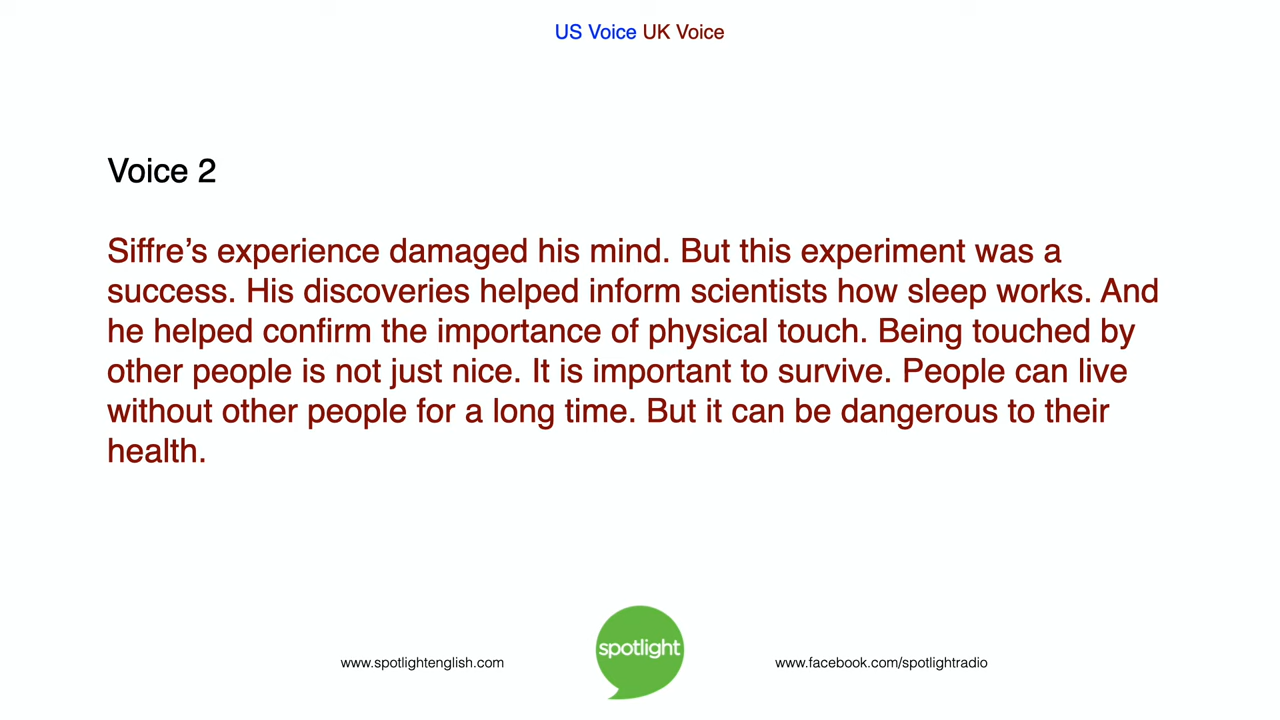 US Voice UK Voice
Voice 2
Siffre’s experience damaged his mind. But this experiment was a
success. His discoveries helped inform scientists how sleep works. And
he helped confirm the importance of physical touch. Being touched by
other people is not just nice. It is important to survive. People can live
without other people for a long time. But it can be dangerous to their
health.
spotlight
www.spotlightenglish.com
www.facebook.com/spotlightradio